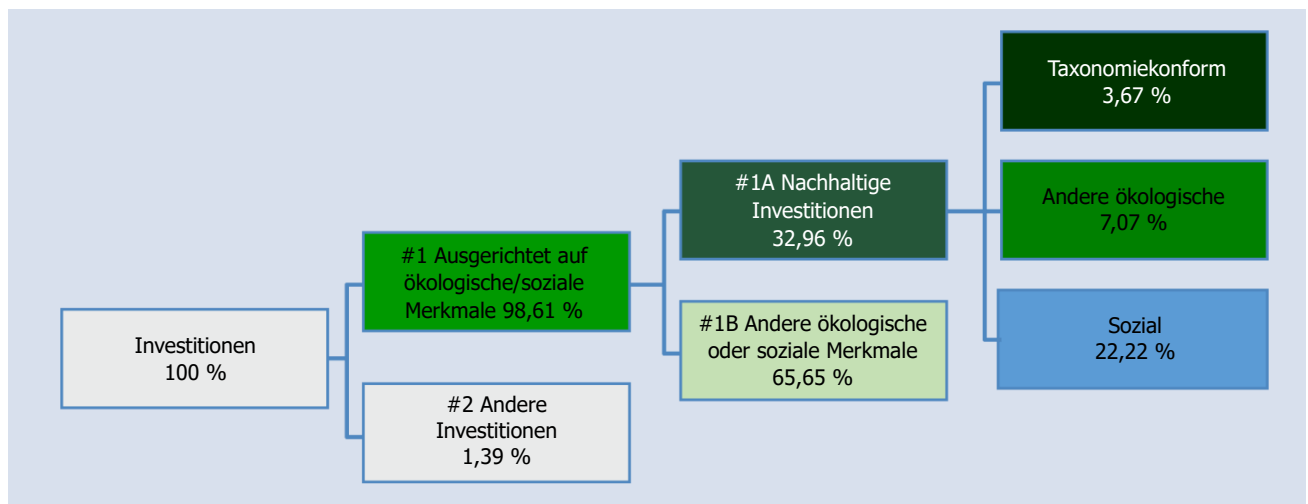 Investitionen
100 %
#1 Ausgerichtet auf
ökologische/soziale
Merkmale 98,61 %
#2 Andere
Investitionen
1,39 %
#1A Nachhaltige
Investitionen
32,96 %
#1B Andere ökologische
oder soziale Merkmale
65,65 %
Taxonomiekonform
3,67 %
Andere ökologische
7,07 %
Sozial
22,22 %